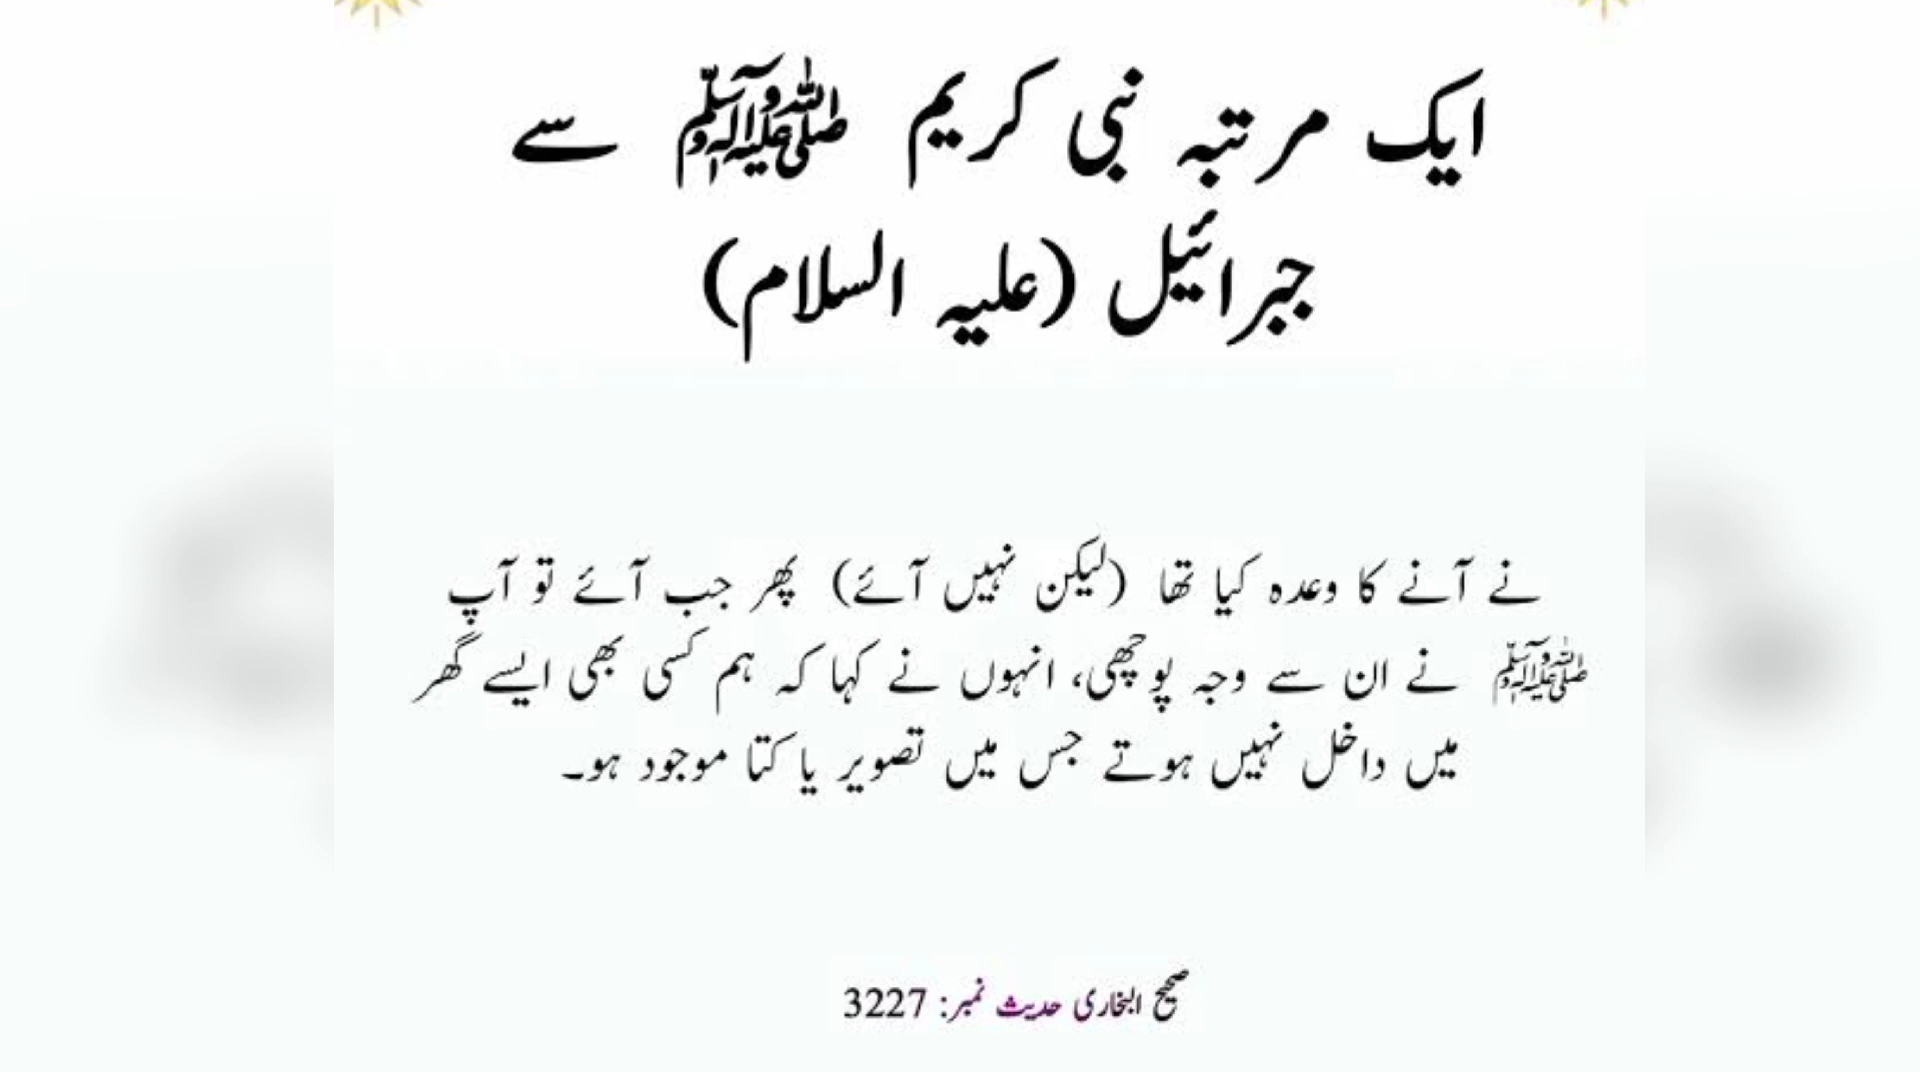 ایک مرتبہ نبی کریم ﷺ سے
جبرائیل (علیہ السلام)
نے آنے کا وعدہ کیا تھا (لیکن نہیں آئے) پھر جب آئے تو آپ
ﷺ نے ان سے وجہ پوچھی، انہوں نے کہا کہ ہم کسی بھی ایسے گھر
میں داخل نہیں ہوتے جس میں تصویر یا کتا موجود ہو۔
صحیح البخاری حدیث نمبر: 3227